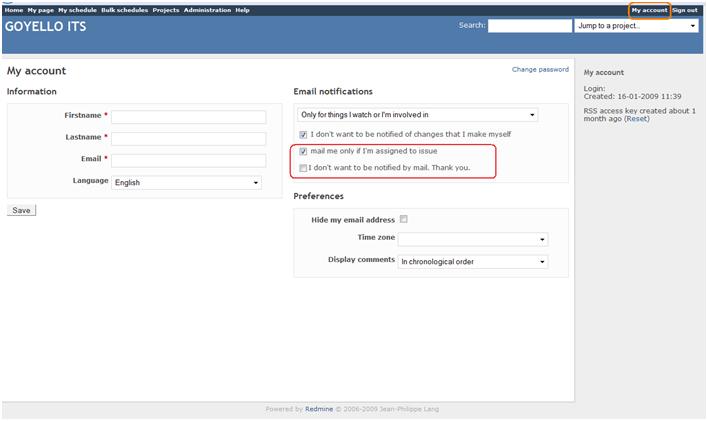 Home My page My schedule Bulk schedules Projects Administration Help My account Sign out
GOYELLO ITS
Search: Jump to a project...
My account
Change password
Information
Firstname *
Lastname *
Email *
Language English
Save
Email notifications
Only for things I watch or I'm involved in
I don't want to be notified of changes that I make myself
mail me only if I'm assigned to issue
I don't want to be notified by mail. Thank you.
Preferences
Hide my email address
Time zone
Display comments In chronological order
My account
Login:
Created: 16-01-2009 11:39
RSS access key created about 1
month ago (Reset)
Powered by Redmine © 2006-2009 Jean-Philippe Lang